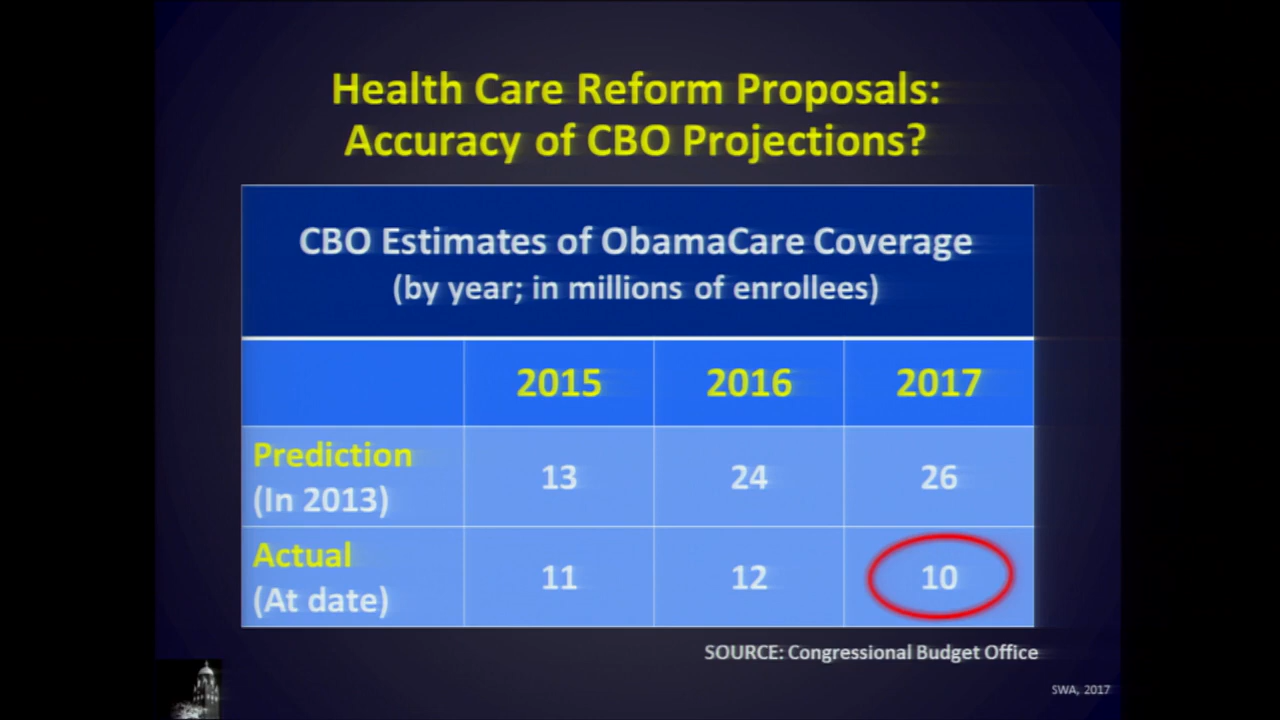 Health Care Reform Proposals:
Accuracy of CBO Projections?
CBO Estimates of ObamaCare Coverage
(by year; in millions of enrollees)
2015 2016 2017
Prediction
(In 2013) 13 24 26
Actual
(At date) 11 12 10
SOURCE: Congressional Budget Office
SWA, 2017